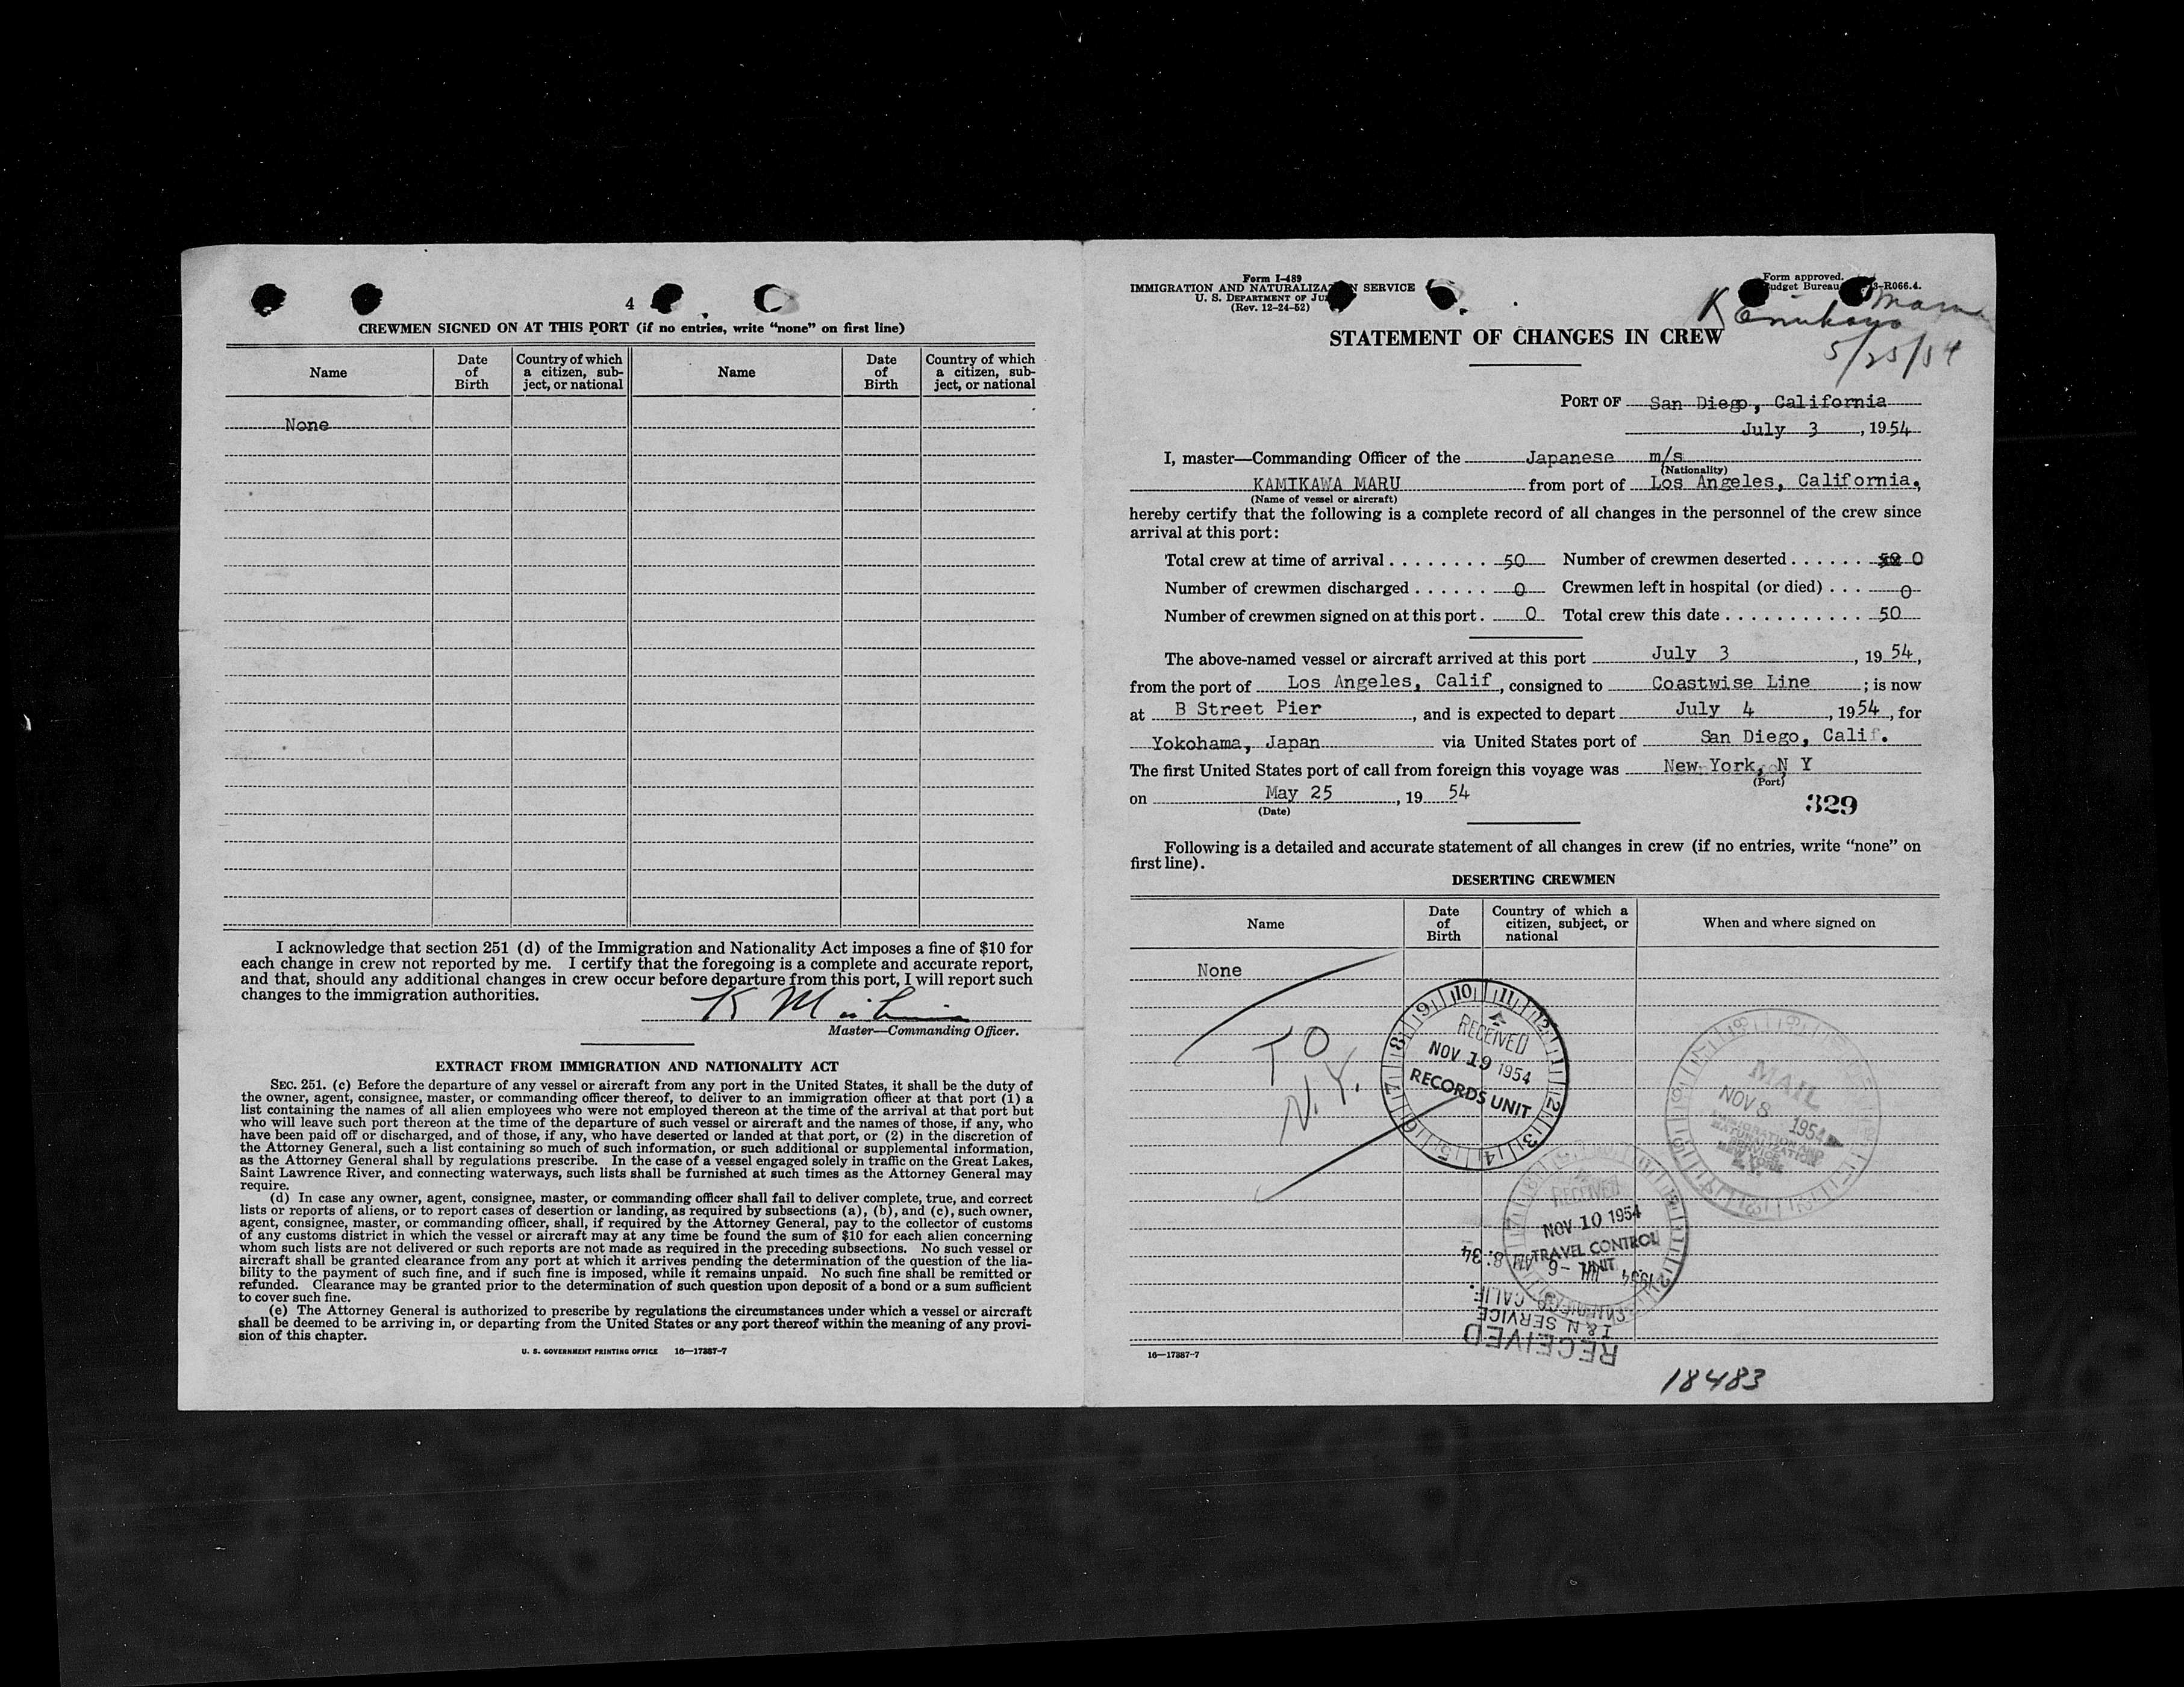 4
CREWMEN SIGNED ON AT THIS PORT (if no entries, write “none” on first line)
Name
Date of Birth
Country of which a citizen, subject, or national
Name
Date of Birth
Country of which a citizen, subject, or national
None
I acknowledge that section 251 (d) of the Immigration and Nationality Act imposes a fine of $10 for
each change in crew not reported by me. I certify that the foregoing is a complete and accurate report,
and that, should any additional changes in crew occur before departure from this port, I will report such
changes to the immigration authorities.
Master—Commanding Officer.
EXTRACT FROM IMMIGRATION AND NATIONALITY ACT
SEC. 251. (c) Before the departure of any vessel or aircraft from any port in the United States, it shall be the duty of
the owner, agent, consignee, master, or commanding officer thereof, to deliver to an immigration officer at that port (1) a
list containing the names of all alien employees who were not employed thereon at the time of the arrival at that port but
who will leave such port thereon at the time of the departure of such vessel or aircraft and the names of those, if any, who
have been paid off or discharged, and of those, if any, who have deserted or landed at that port, or (2) in the discretion of
the Attorney General, such a list containing so much of such information, or such additional or supplemental information,
as the Attorney General shall by regulations prescribe. In the case of a vessel engaged solely in traffic on the Great Lakes,
Saint Lawrence River, and connecting waterways, such lists shall be furnished at such times as the Attorney General may
require.
(d) In case any owner, agent, consignee, master, or commanding officer shall fail to deliver complete, true, and correct
lists or reports of aliens, or to report cases of desertion or landing, as required by subsections (a), (b), and (c), such owner,
agent, consignee, master, or commanding officer, shall, if required by the Attorney General, pay to the collector of customs
of any customs district in which the vessel or aircraft may at any time be found the sum of $10 for each alien concerning
whom such lists are not delivered or such reports are not made as required in the preceding subsections. No such vessel or
aircraft shall be granted clearance from any port at which it arrives pending the determination of the question of the lia-
bility to the payment of such fine, and if such fine is imposed, while it remains unpaid. No such fine shall be remitted or
refunded. Clearance may be granted prior to the determination of such question upon deposit of a bond or a sum sufficient
to cover such fine.
(e) The Attorney General is authorized to prescribe by regulations the circumstances under which a vessel or aircraft
shall be deemed to be arriving in, or departing from the United States or any port thereof within the meaning of any provi-
sion of this chapter.
U. S. GOVERNMENT PRINTING OFFICE 16—17387-7
Form I-489
IMMIGRATION AND NATURALIZATION SERVICE
U. S. DEPARTMENT OF JU
(Rev. 12-24-52)
Form approved.
Budget Bureau 3-R066.4.
Maru
5/25/54
STATEMENT OF CHANGES IN CREW
PORT OF San Diego, California
July 3, 1954
I, master—Commanding Officer of the Japanese m/s
(Nationality)
KAMIKAWA MARU from port of Los Angeles, California,
(Name of vessel or aircraft)
hereby certify that the following is a complete record of all changes in the personnel of the crew since
arrival at this port:
Total crew at time of arrival . . . . . . . . 50 Number of crewmen deserted . . . . . . 0
Number of crewmen discharged . . . . . . 0 Crewmen left in hospital (or died) . . . 0
Number of crewmen signed on at this port . 0 Total crew this date . . . . . . . . . . . 50
The above-named vessel or aircraft arrived at this port July 3, 1954,
from the port of Los Angeles, Calif, consigned to Coastwise Line; is now
at B Street Pier, and is expected to depart July 4, 1954, for
Yokohama, Japan via United States port of San Diego, Calif.
The first United States port of call from foreign this voyage was New York, N Y
(Port)
on May 25, 1954
(Date)
329
Following is a detailed and accurate statement of all changes in crew (if no entries, write “none” on
first line).
DESERTING CREWMEN
Name
Date of Birth
Country of which a citizen, subject, or national
When and where signed on
None
TO
N.Y.
RECEIVED
NOV 19 1954
RECORDS UNIT
MAIL
NOV 8 1954
IMMIGRATION AND
NATURALIZATION
SERVICE
NEW YORK
N. Y.
RECEIVED
NOV 10 1954
TRAVEL CONTROL
UNIT
RECEIVED
I & N SERVICE
SAN DIEGO, CALIF.
1954 JUL -6 AM 8:34
16—17387-7
18483